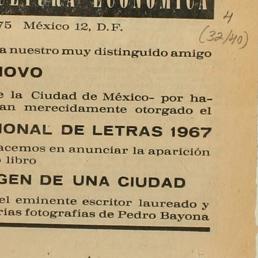 CULTURA ECONOMICA
4
(32/40)
75 México 12, D.F.
a nuestro muy distinguido amigo
NOVO
e la Ciudad de México- por ha-
an merecidamente otorgado el
IONAL DE LETRAS 1967
acemos en anunciar la aparición
o libro
GEN DE UNA CIUDAD
el eminente escritor laureado y
rias fotografías de Pedro Bayona